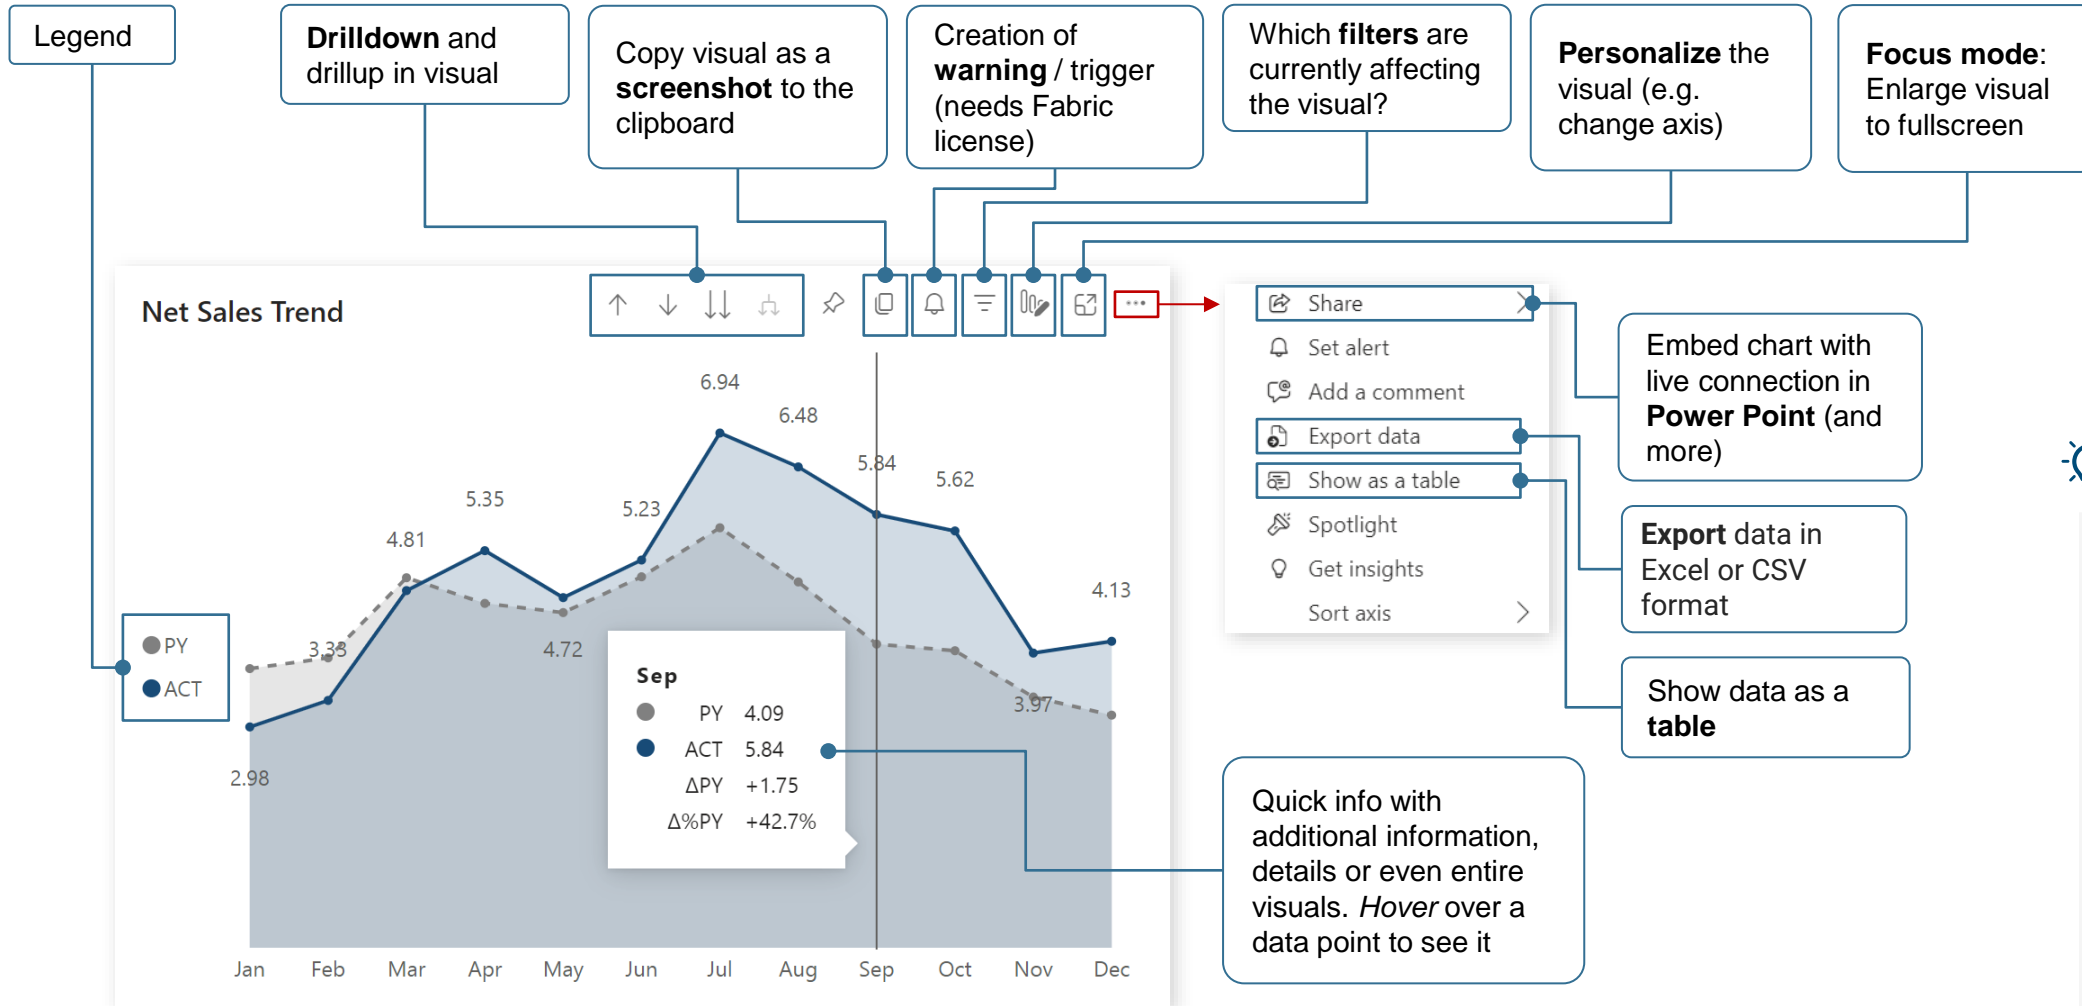 Legend
Drilldown and
drillup in visual
Copy visual as a
screenshot to the
clipboard
Creation of
warning / trigger
(needs Fabric
license)
Which filters are
currently affecting
the visual?
Personalize the
visual (e.g.
change axis)
Focus mode:
Enlarge visual
to fullscreen
Net Sales Trend
6.94
6.48
5.84
5.62
5.35
5.23
4.81
4.13
3.33
4.72
3.97
2.98
PY
ACT
Sep
PY 4.09
ACT 5.84
ΔPY +1.75
Δ%PY +42.7%
Jan Feb Mar Apr May Jun Jul Aug Sep Oct Nov Dec
Share
Set alert
Add a comment
Export data
Show as a table
Spotlight
Get insights
Sort axis
Embed chart with
live connection in
Power Point (and
more)
Export data in
Excel or CSV
format
Show data as a
table
Quick info with
additional information,
details or even entire
visuals. Hover over a
data point to see it